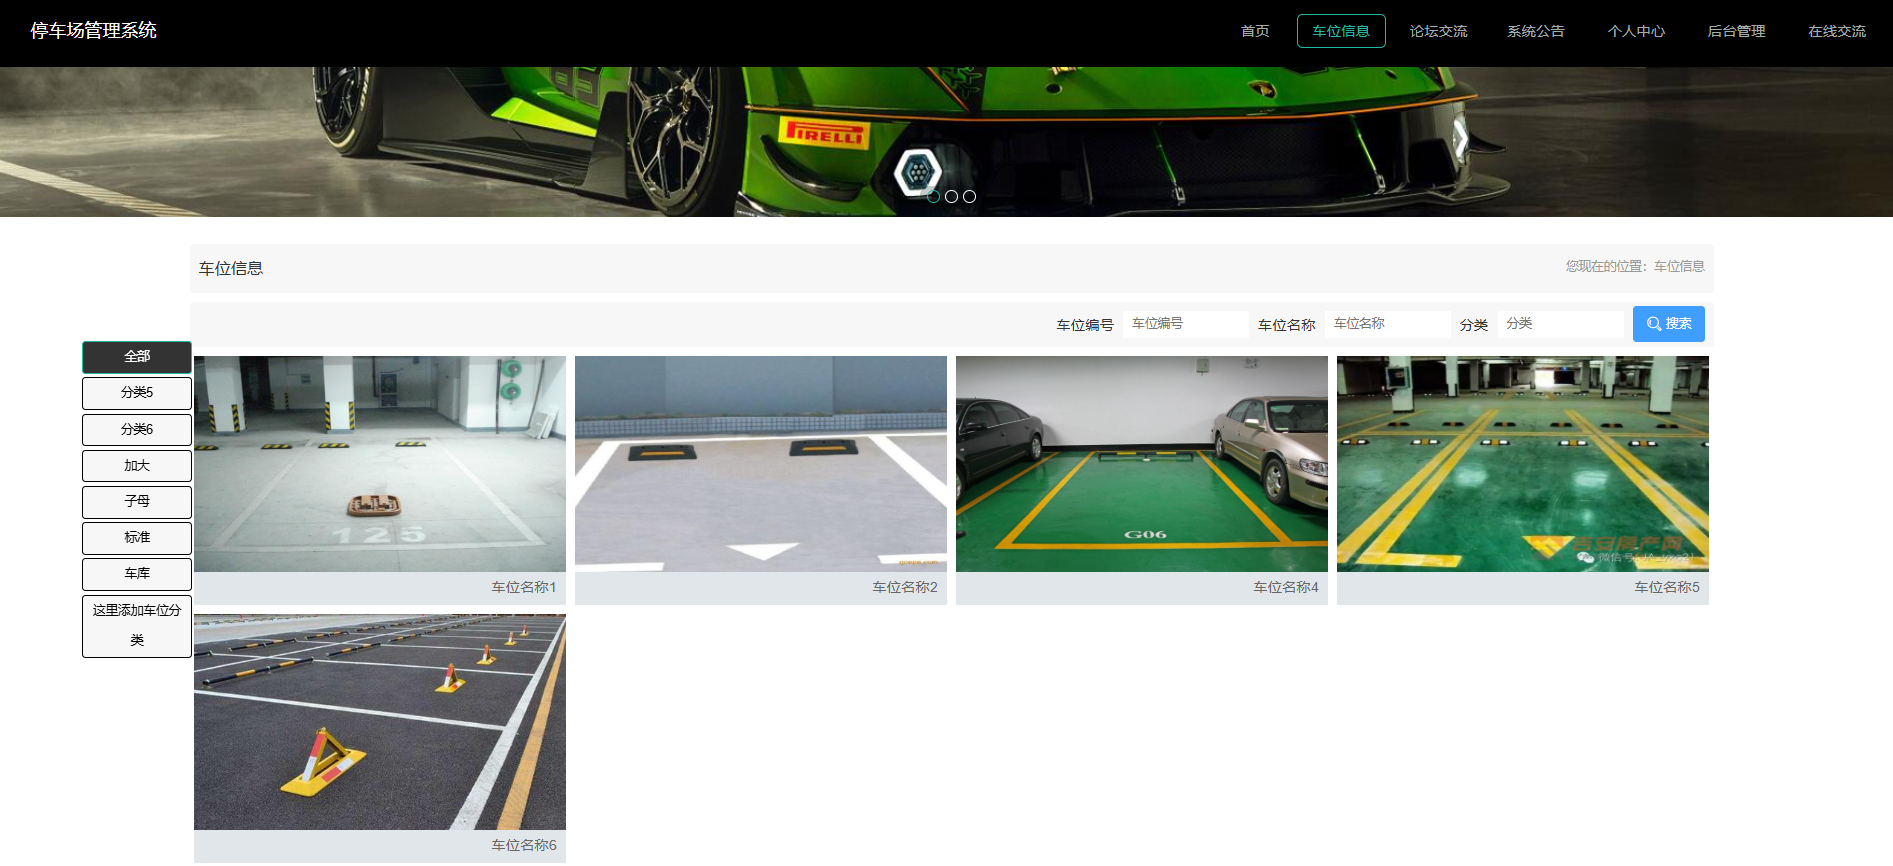 停车场管理系统
首页 车位信息 论坛交流 系统公告 个人中心 后台管理 在线交流
PIRELLI
车位信息
您现在的位置：车位信息
车位编号 车位编号 车位名称 车位名称 分类 分类 搜索
全部
分类5
分类6
加大
子母
标准
车库
这里添加车位分
类
125
车位名称1
车位名称2
G06
车位名称4
吉安房产网
车位名称5
车位名称6